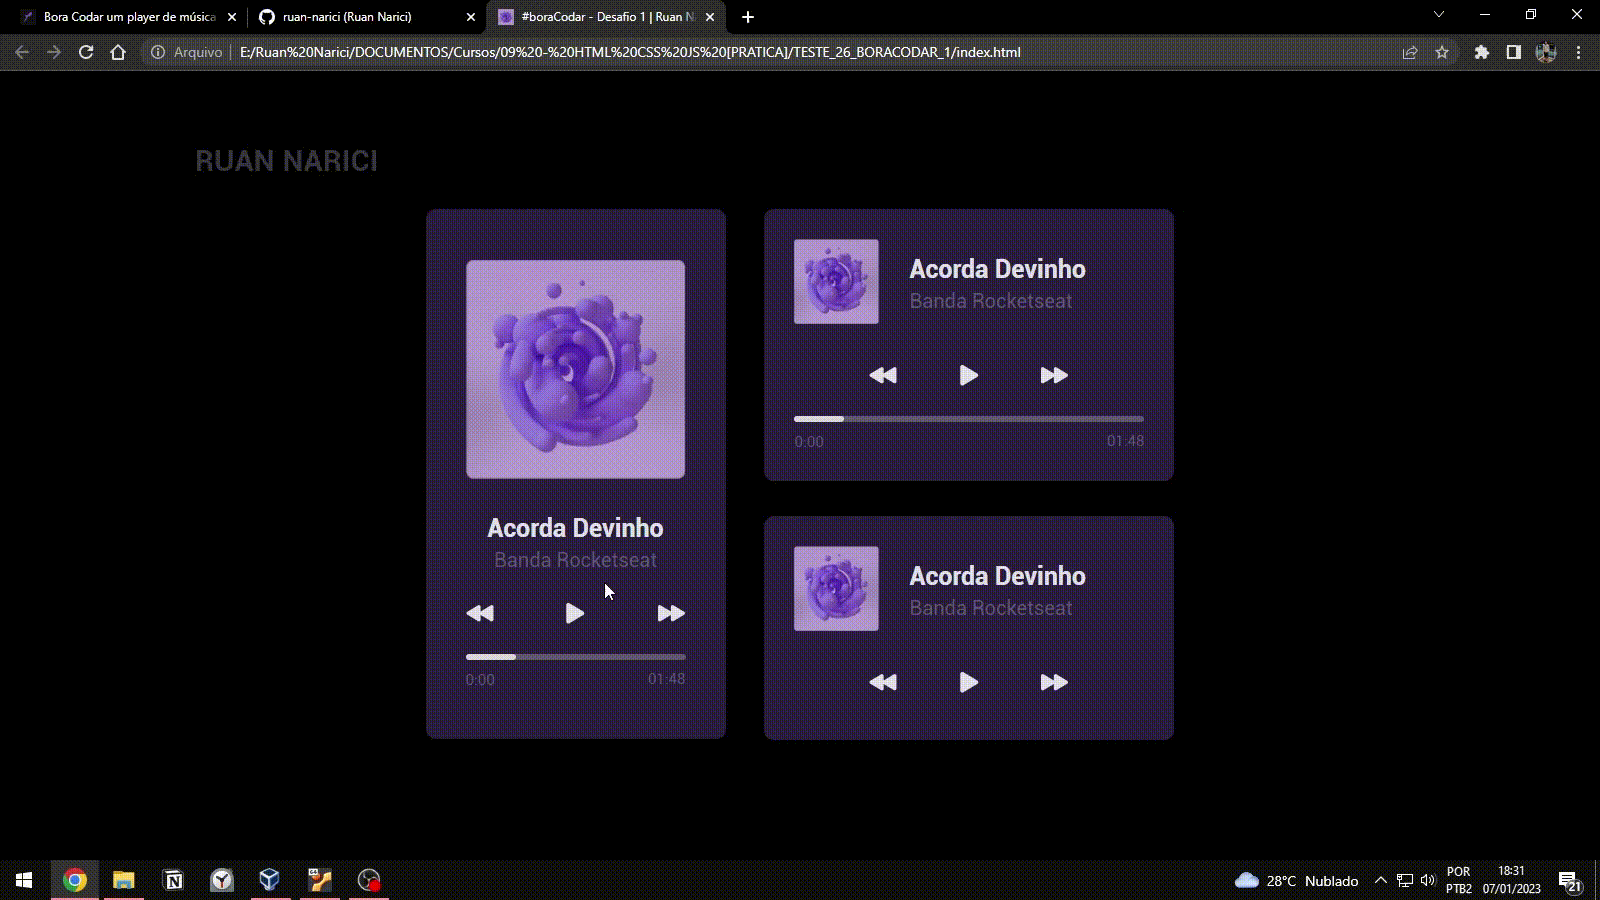 Bora Codar um player de música
ruan-narici (Ruan Narici)
#boraCodar - Desafio 1 | Ruan N
Arquivo
E:/Ruan%20Narici/DOCUMENTOS/Cursos/09%20-%20HTML%20CSS%20JS%20[PRATICA]/TESTE_26_BORACODAR_1/index.html
RUAN NARICI
Acorda Devinho
Banda Rocketseat
0:00
01:48
Acorda Devinho
Banda Rocketseat
0:00
01:48
Acorda Devinho
Banda Rocketseat
28°C Nublado
POR
PTB2
18:31
07/01/2023
21